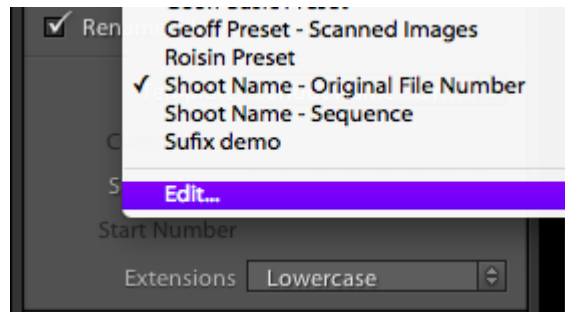 Geoff Preset - Scanned Images
Roisin Preset
✓ Shoot Name - Original File Number
Shoot Name - Sequence
Sufix demo
Edit...
Start Number
Extensions Lowercase